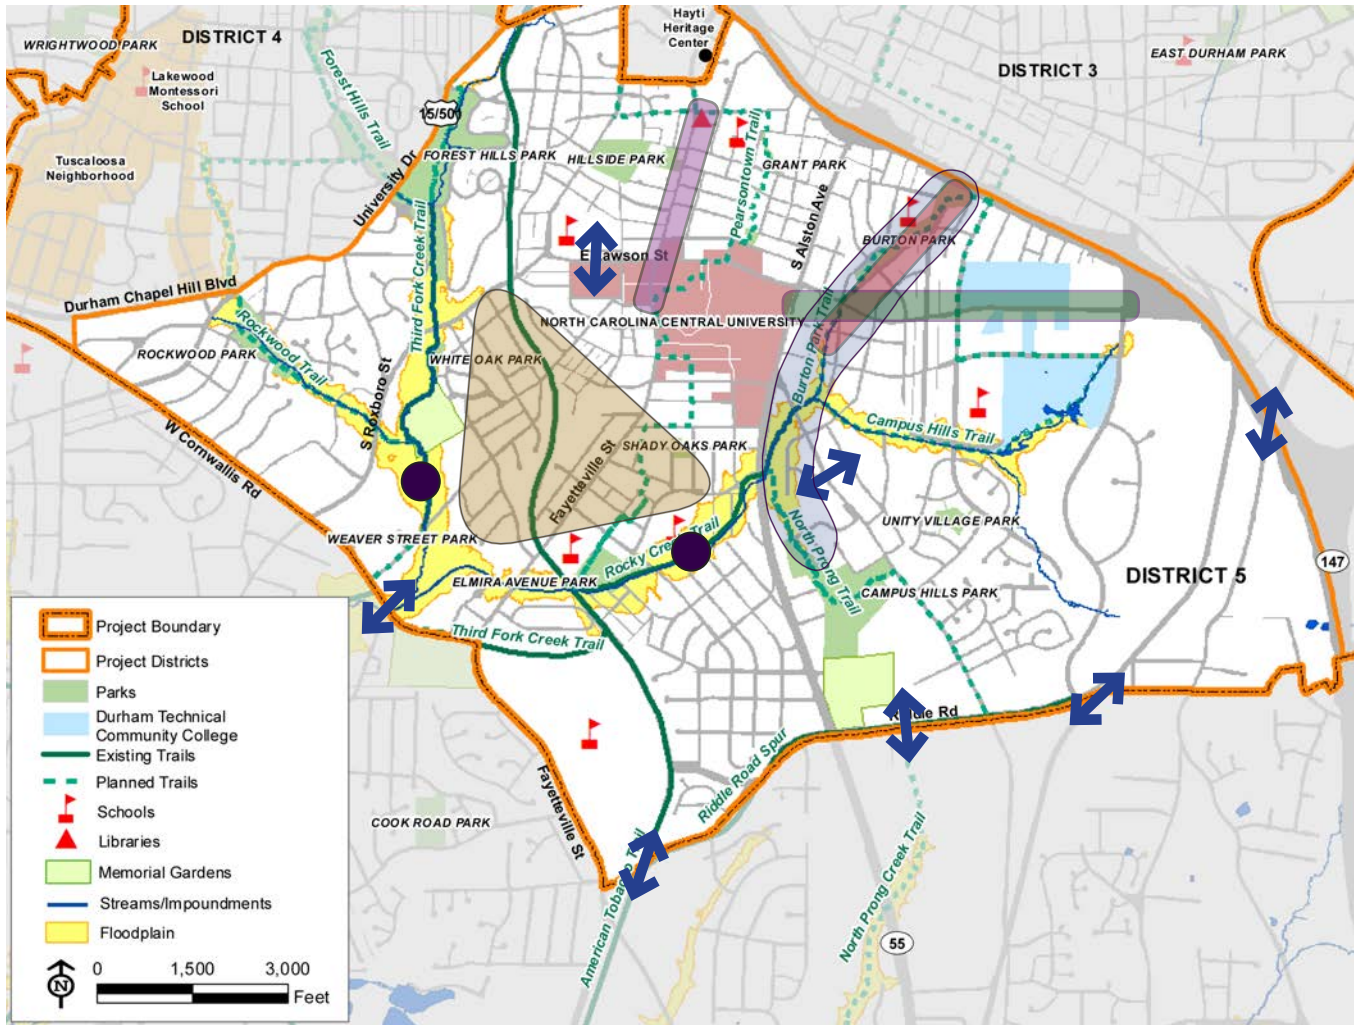 Hayti
Heritage
Center
WRIGHTWOOD PARK
DISTRICT 4
EAST DURHAM PARK
DISTRICT 3
Lakewood
Montessori
School
Forest Hills Trail
15/501
Tuscaloosa
Neighborhood
FOREST HILLS PARK
HILLSIDE PARK
GRANT PARK
Pearsontown Trail
University Dr
S Alston Ave
BURTON PARK
Third Fork Creek Trail
E Lawson St
Durham Chapel Hill Blvd
NORTH CAROLINA CENTRAL UNIVERSITY
Burton Park Trail
Rockwood Trail
ROCKWOOD PARK
WHITE OAK PARK
S Roxboro St
Campus Hills Trail
W Cornwallis Rd
Fayetteville St
SHADY OAKS PARK
UNITY VILLAGE PARK
WEAVER STREET PARK
Rocky Creek Trail
North Prong Trail
147
ELMIRA AVENUE PARK
DISTRICT 5
CAMPUS HILLS PARK
Third Fork Creek Trail
Riddle Rd
Riddle Road Spur
Fayetteville St
COOK ROAD PARK
American Tobacco Trail
North Prong Creek Trail
55
Project Boundary
Project Districts
Parks
Durham Technical
Community College
Existing Trails
Planned Trails
Schools
Libraries
Memorial Gardens
Streams/Impoundments
Floodplain
N
0 1,500 3,000
Feet